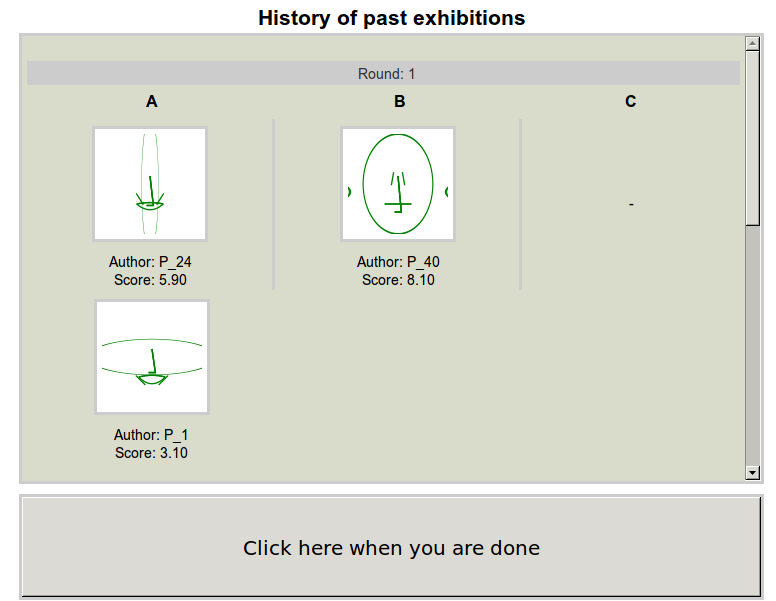 History of past exhibitions
Round: 1
A B C
-
Author: P_24
Score: 5.90
Author: P_40
Score: 8.10
Author: P_1
Score: 3.10
Click here when you are done